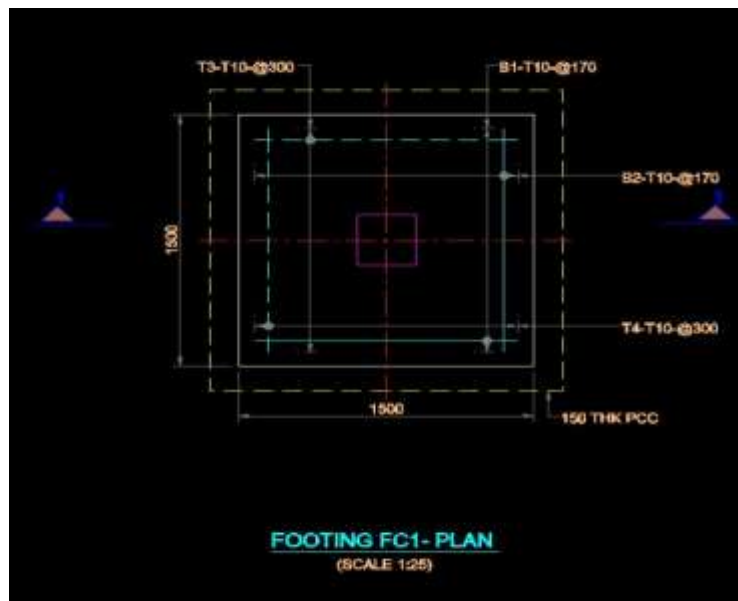 T3-T10-@300
B1-T10-@170
B2-T10-@170
1500
T4-T10-@300
1500
150 THK PCC
FOOTING FC1- PLAN
(SCALE 1:25)